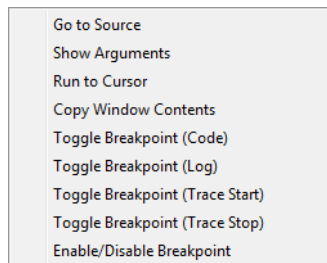 Go to Source
Show Arguments
Run to Cursor
Copy Window Contents
Toggle Breakpoint (Code)
Toggle Breakpoint (Log)
Toggle Breakpoint (Trace Start)
Toggle Breakpoint (Trace Stop)
Enable/Disable Breakpoint